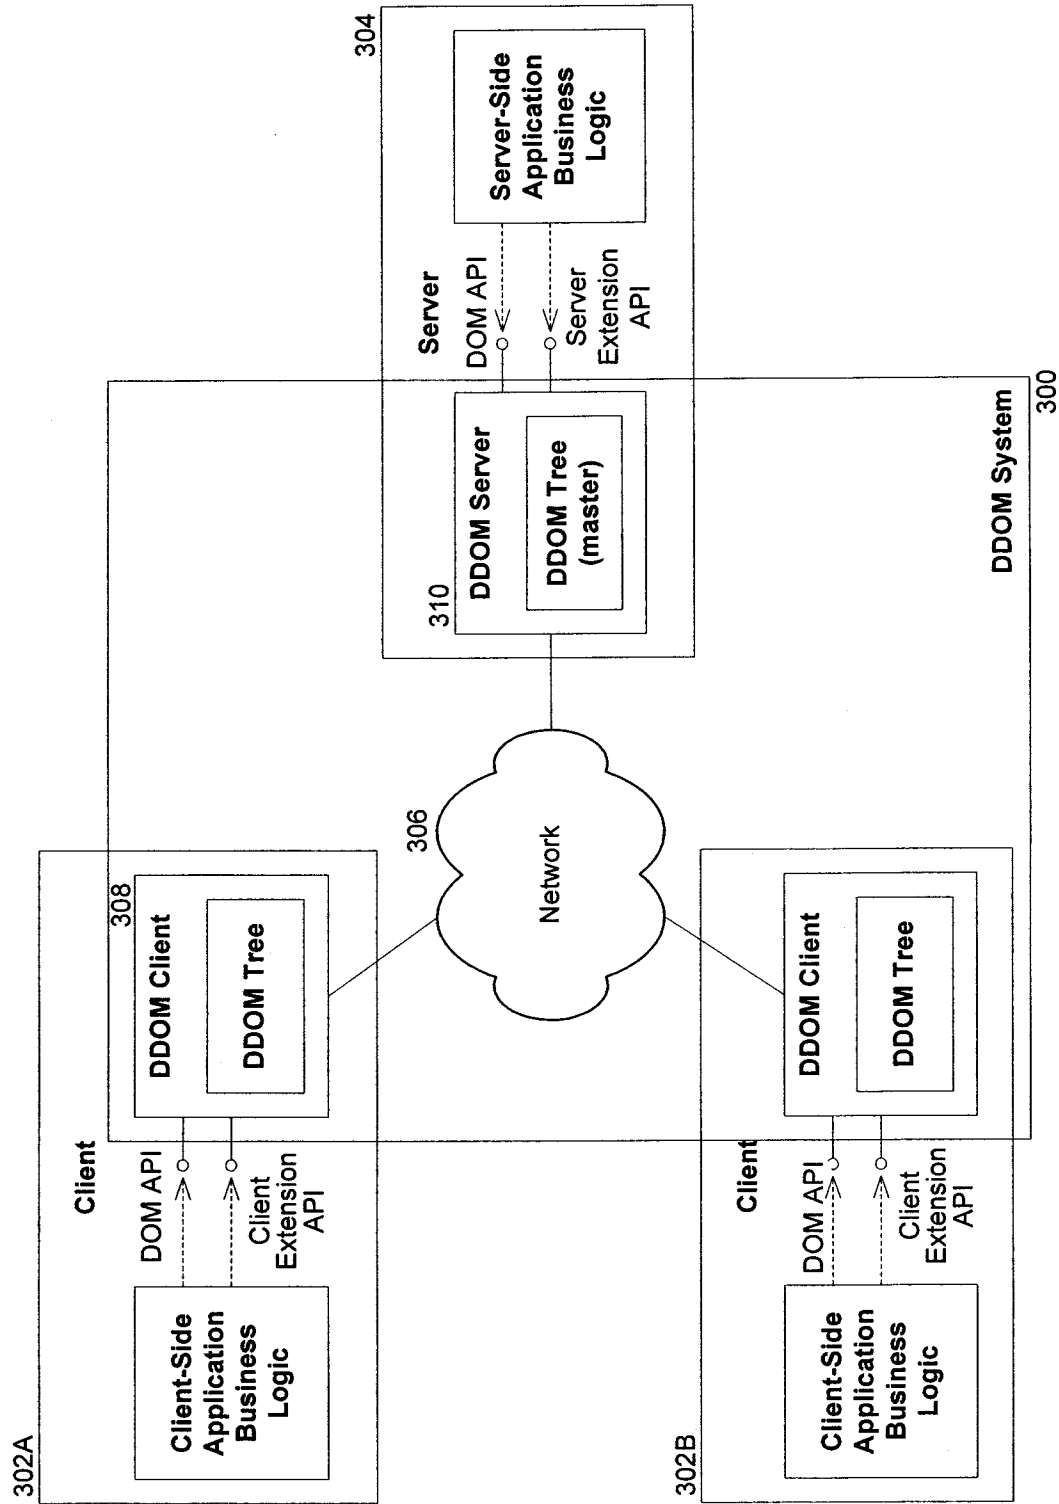 302A
Client
Client-Side
Application
Business
Logic
DOM API
Client
Extension
API
308
DDOM Client
DDOM Tree
306
Network
304
Server
310
DDOM Server
DDOM Tree
(master)
DOM API
Server
Extension
API
Server-Side
Application
Business
Logic
302B
Client
Client-Side
Application
Business
Logic
DOM API
Client
Extension
API
DDOM Client
DDOM Tree
DDOM System
300